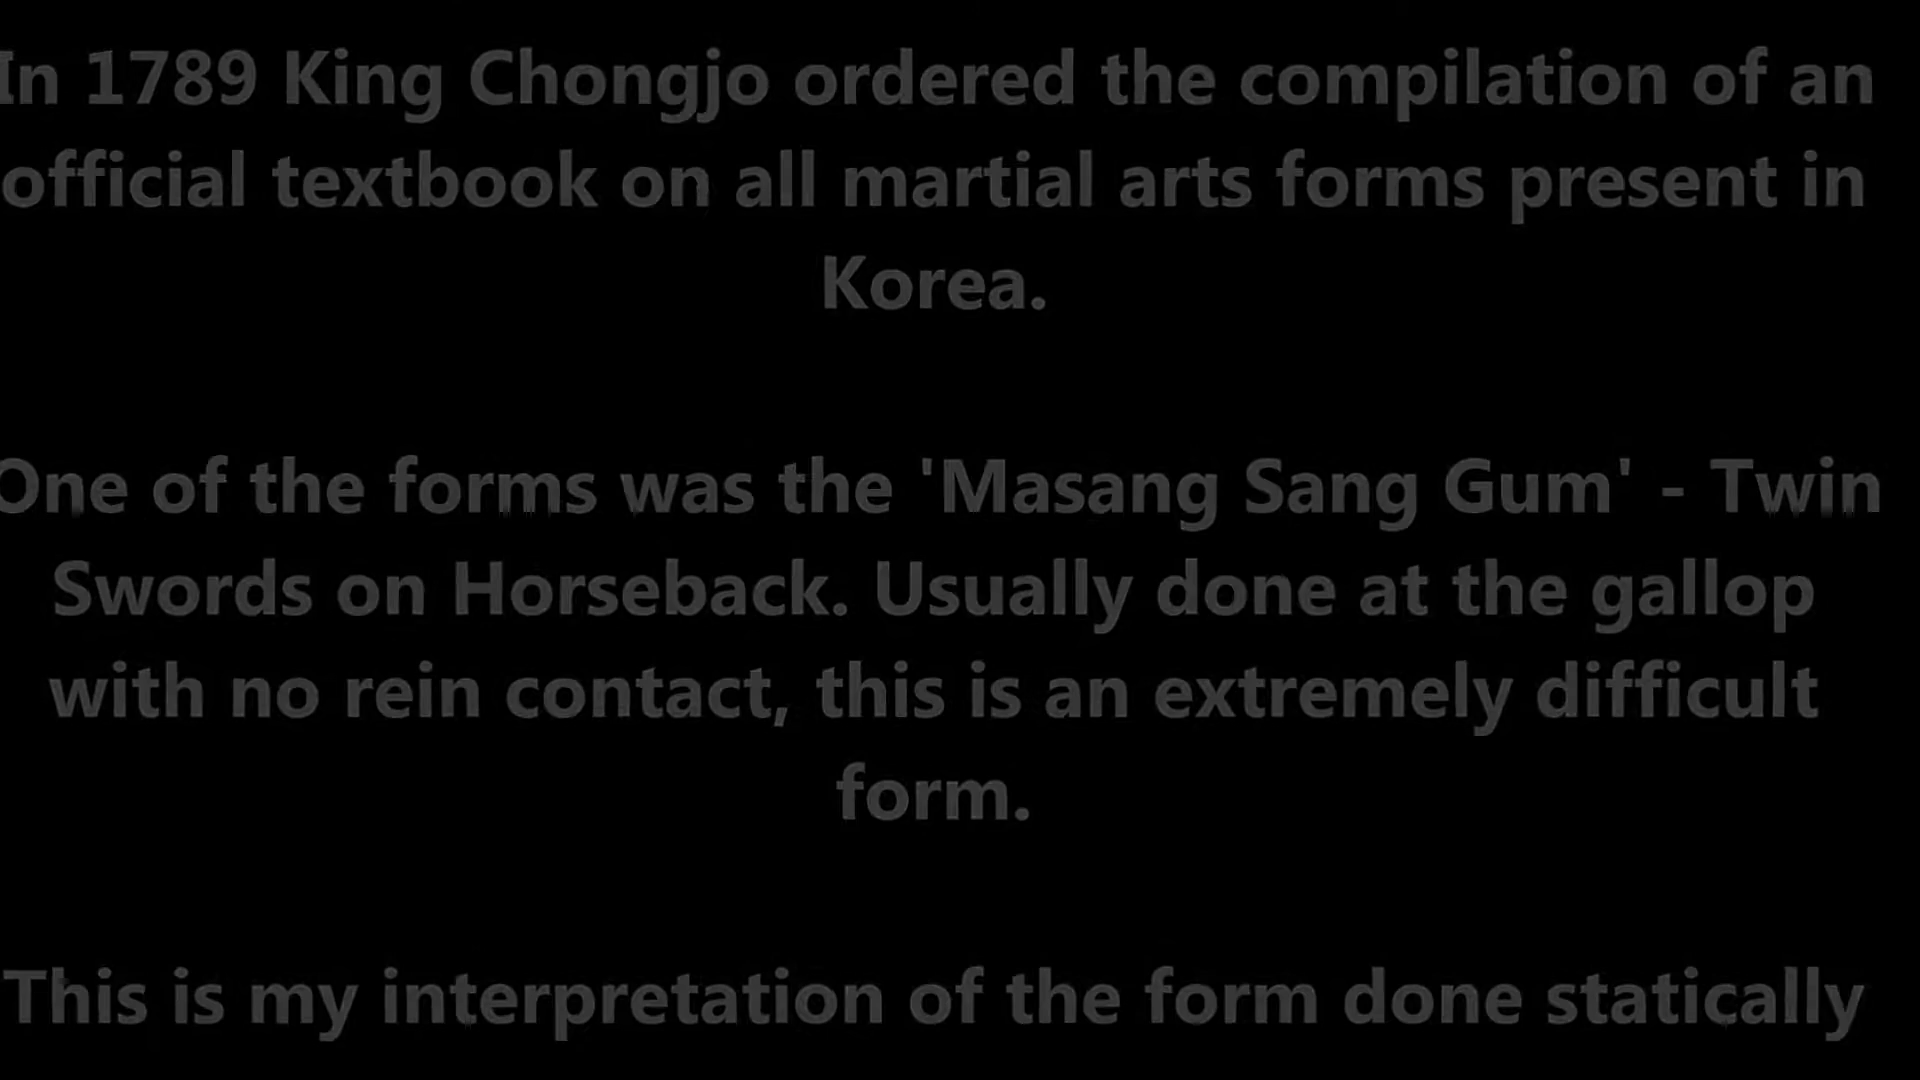 In 1789 King Chongjo ordered the compilation of an
official textbook on all martial arts forms present in
Korea.
One of the forms was the 'Masang Sang Gum' - Twin
Swords on Horseback. Usually done at the gallop
with no rein contact, this is an extremely difficult
form.
This is my interpretation of the form done statically